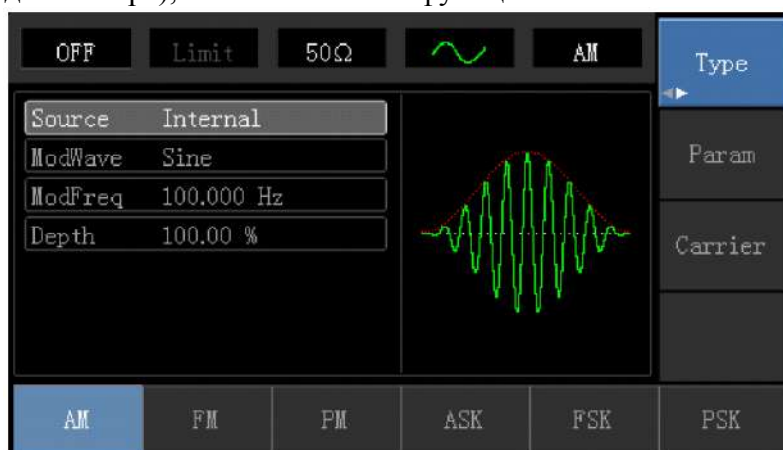 OFF Limit 50Ω AM Type
Source Internal
ModWave Sine
ModFreq 100.000 Hz
Depth 100.00 %
Param
Carrier
AM FM PM ASK FSK PSK